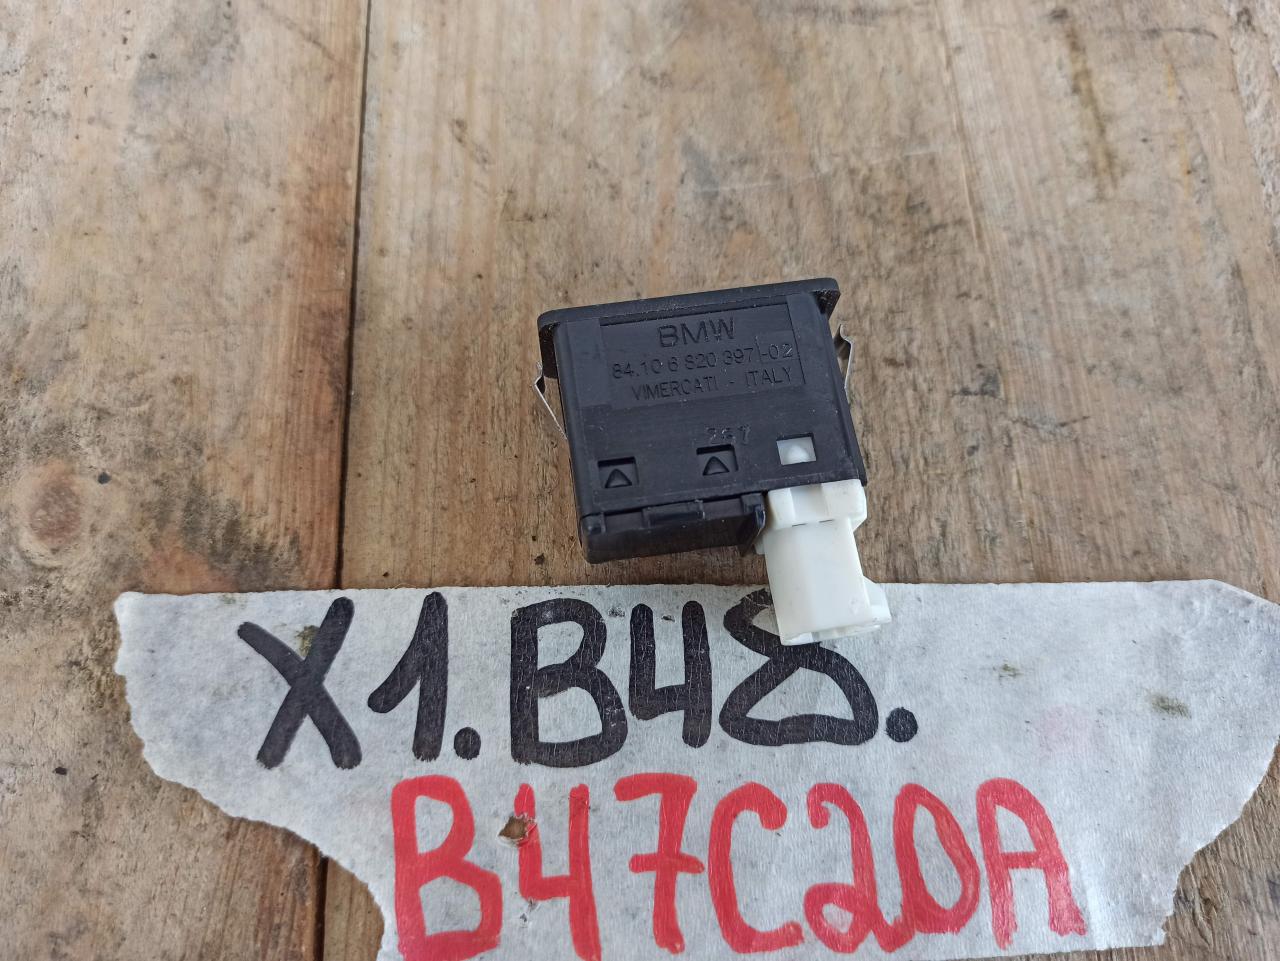 BMW
84.10 6 820 397 -02
VIMERCATI - ITALY
X1.B48.
B47C20A